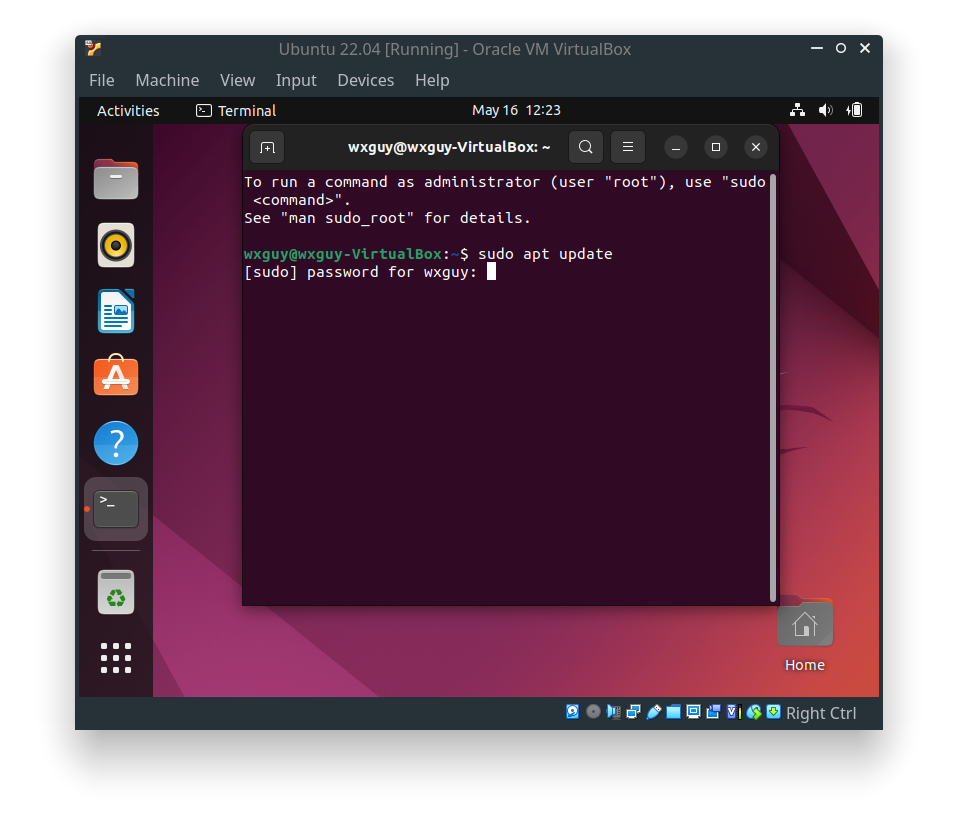 Ubuntu 22.04 [Running] - Oracle VM VirtualBox
File Machine View Input Devices Help
Activities Terminal May 16 12:23
wxguy@wxguy-VirtualBox: ~
To run a command as administrator (user "root"), use "sudo
<command>".
See "man sudo_root" for details.
wxguy@wxguy-VirtualBox:~$ sudo apt update
[sudo] password for wxguy:
Home
Right Ctrl